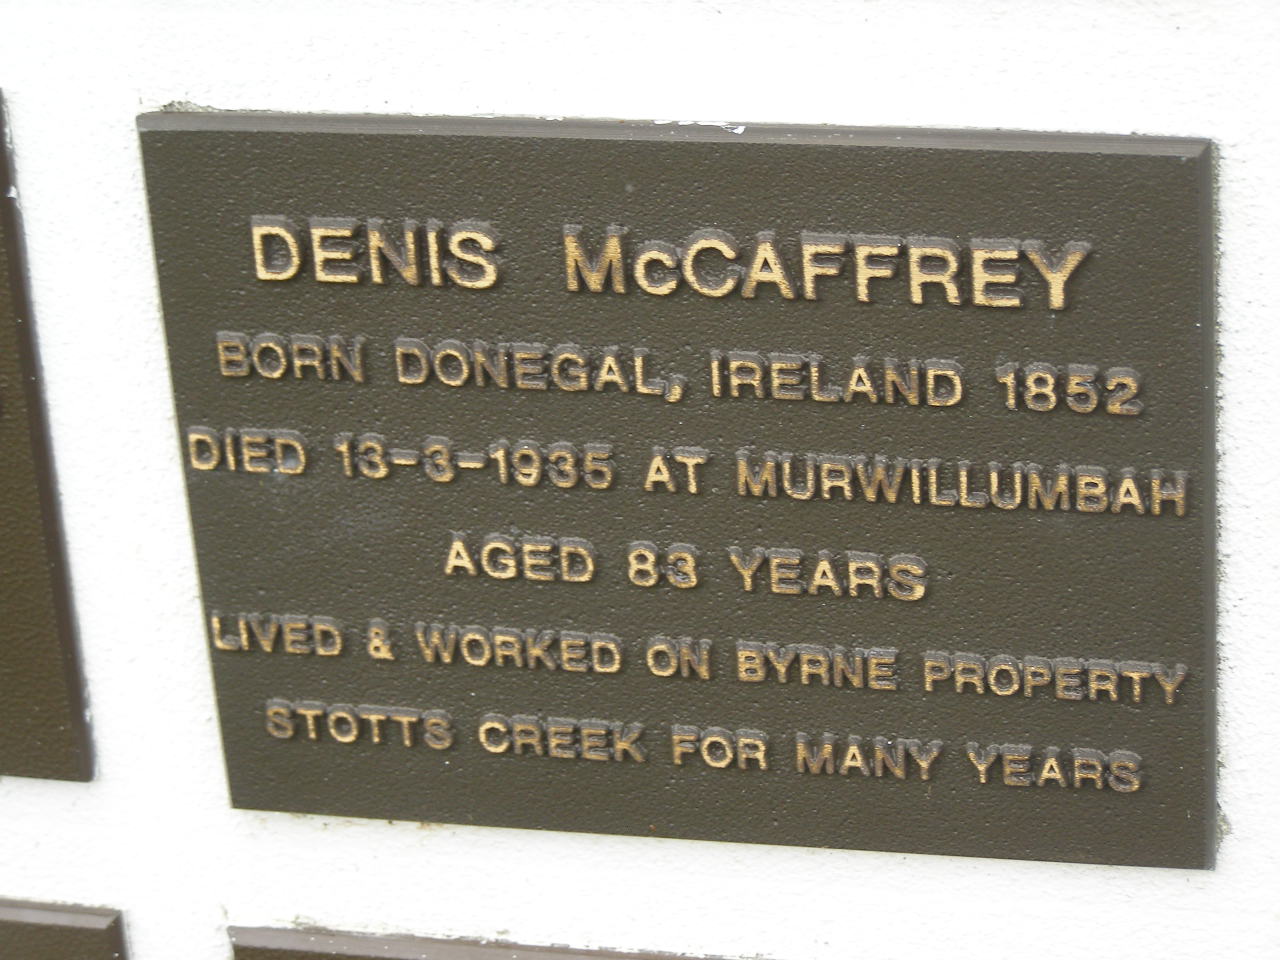 DENIS McCAFFREY
BORN DONEGAL, IRELAND 1852
DIED 13-3-1935 AT MURWILLUMBAH
AGED 83 YEARS
LIVED & WORKED ON BYRNE PROPERTY
STOTTS CREEK FOR MANY YEARS